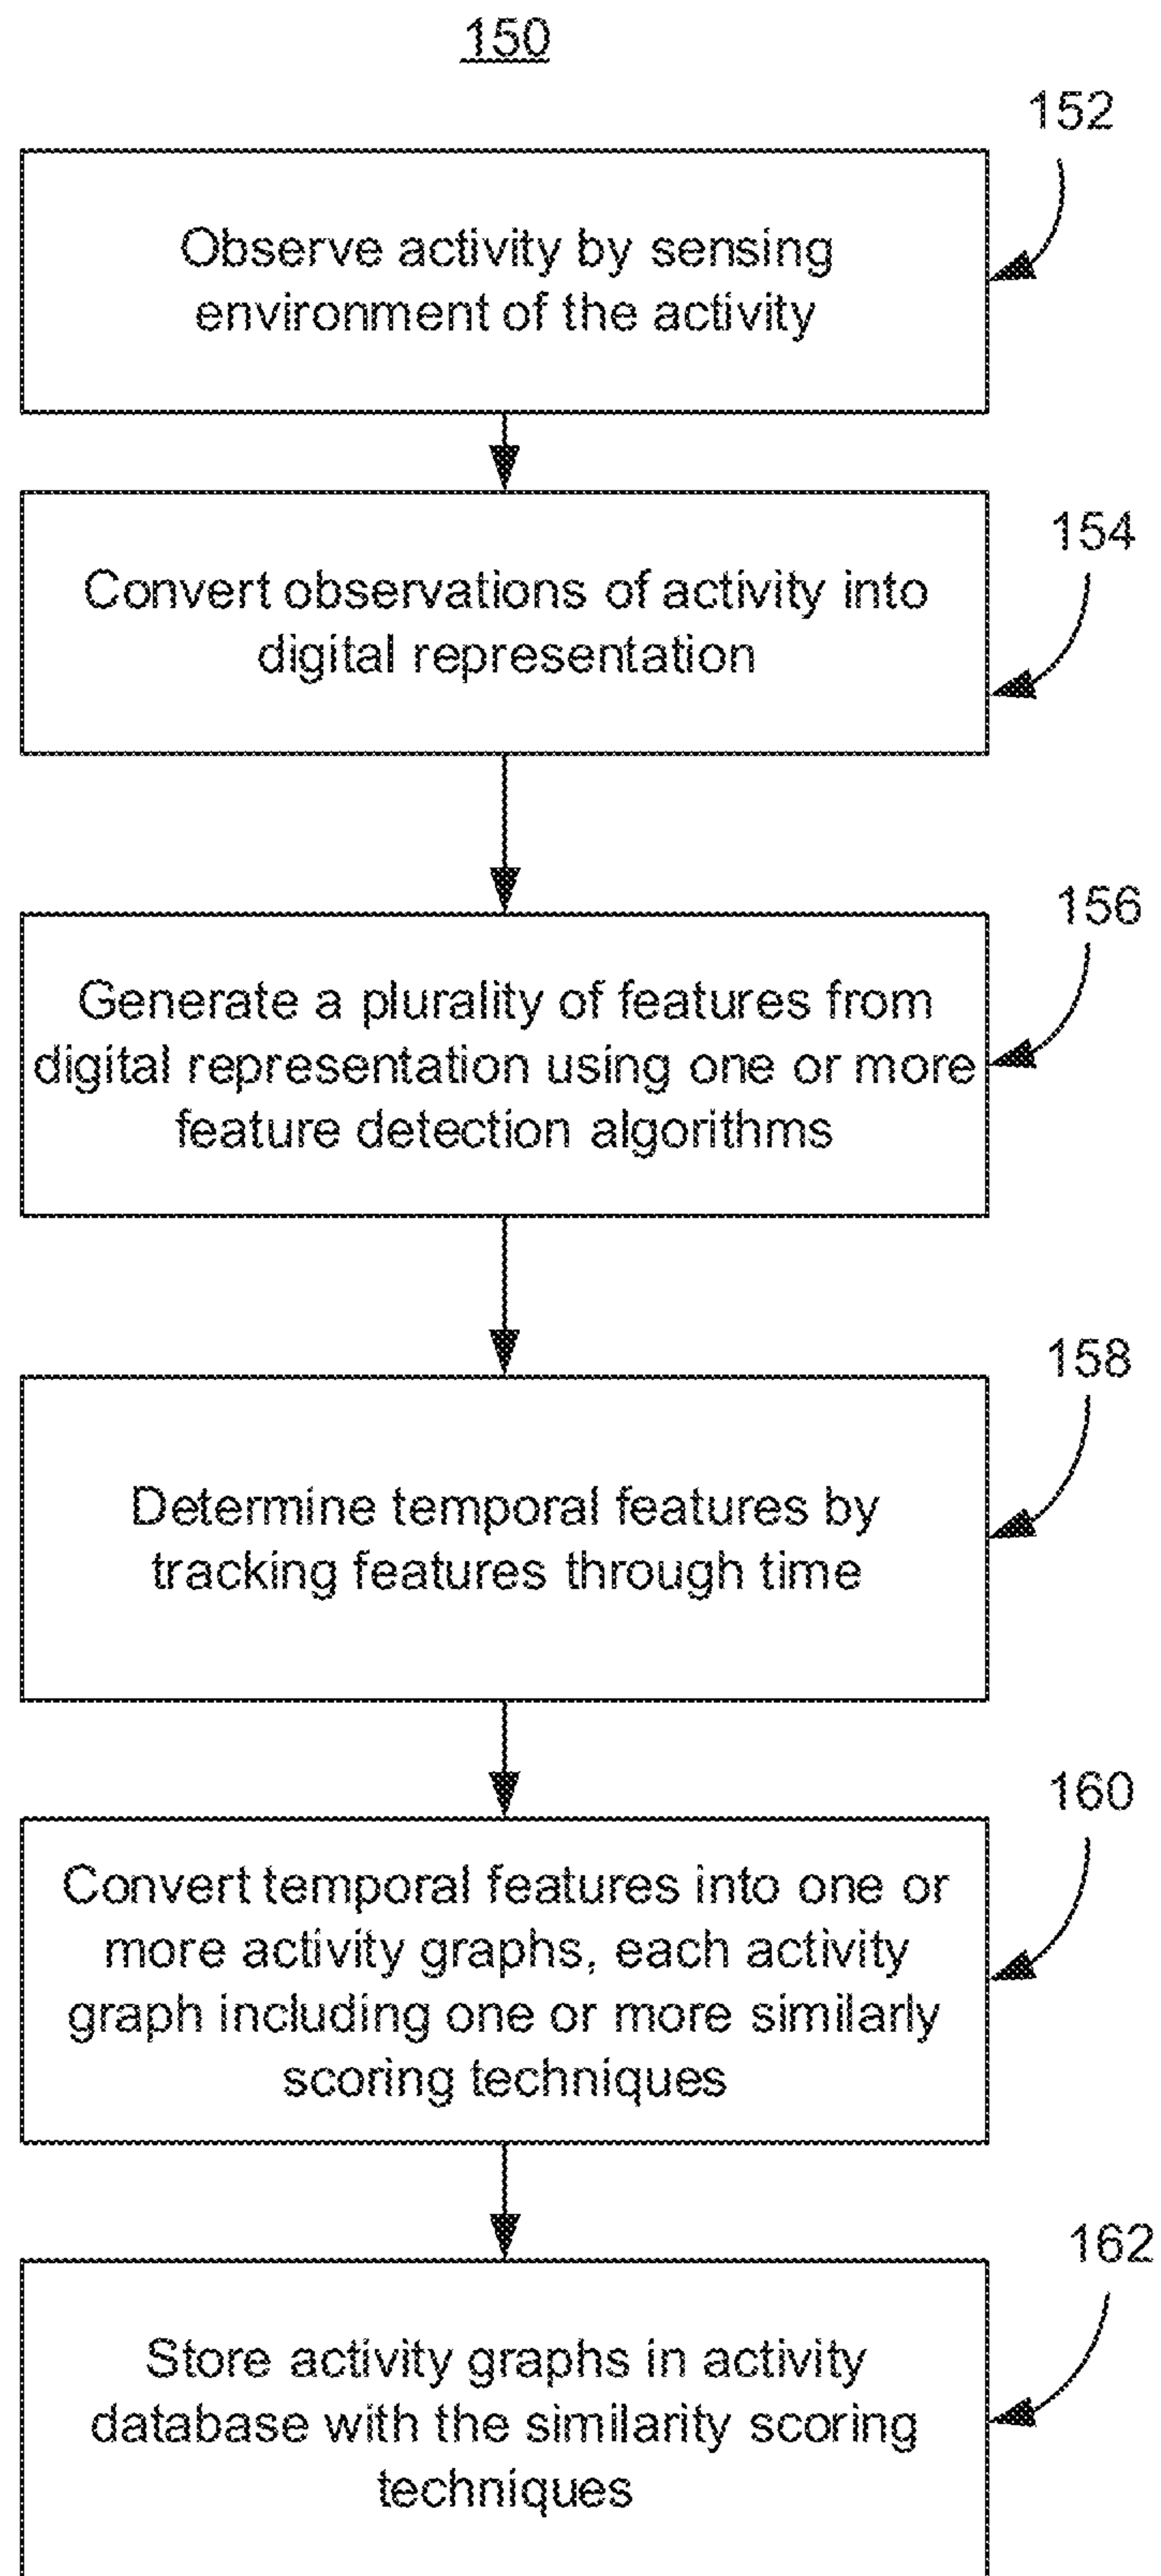 150
152
Observe activity by sensing
environment of the activity
154
Convert observations of activity into
digital representation
156
Generate a plurality of features from
digital representation using one or more
feature detection algorithms
158
Determine temporal features by
tracking features through time
160
Convert temporal features into one or
more activity graphs, each activity
graph including one or more similarly
scoring techniques
162
Store activity graphs in activity
database with the similarity scoring
techniques